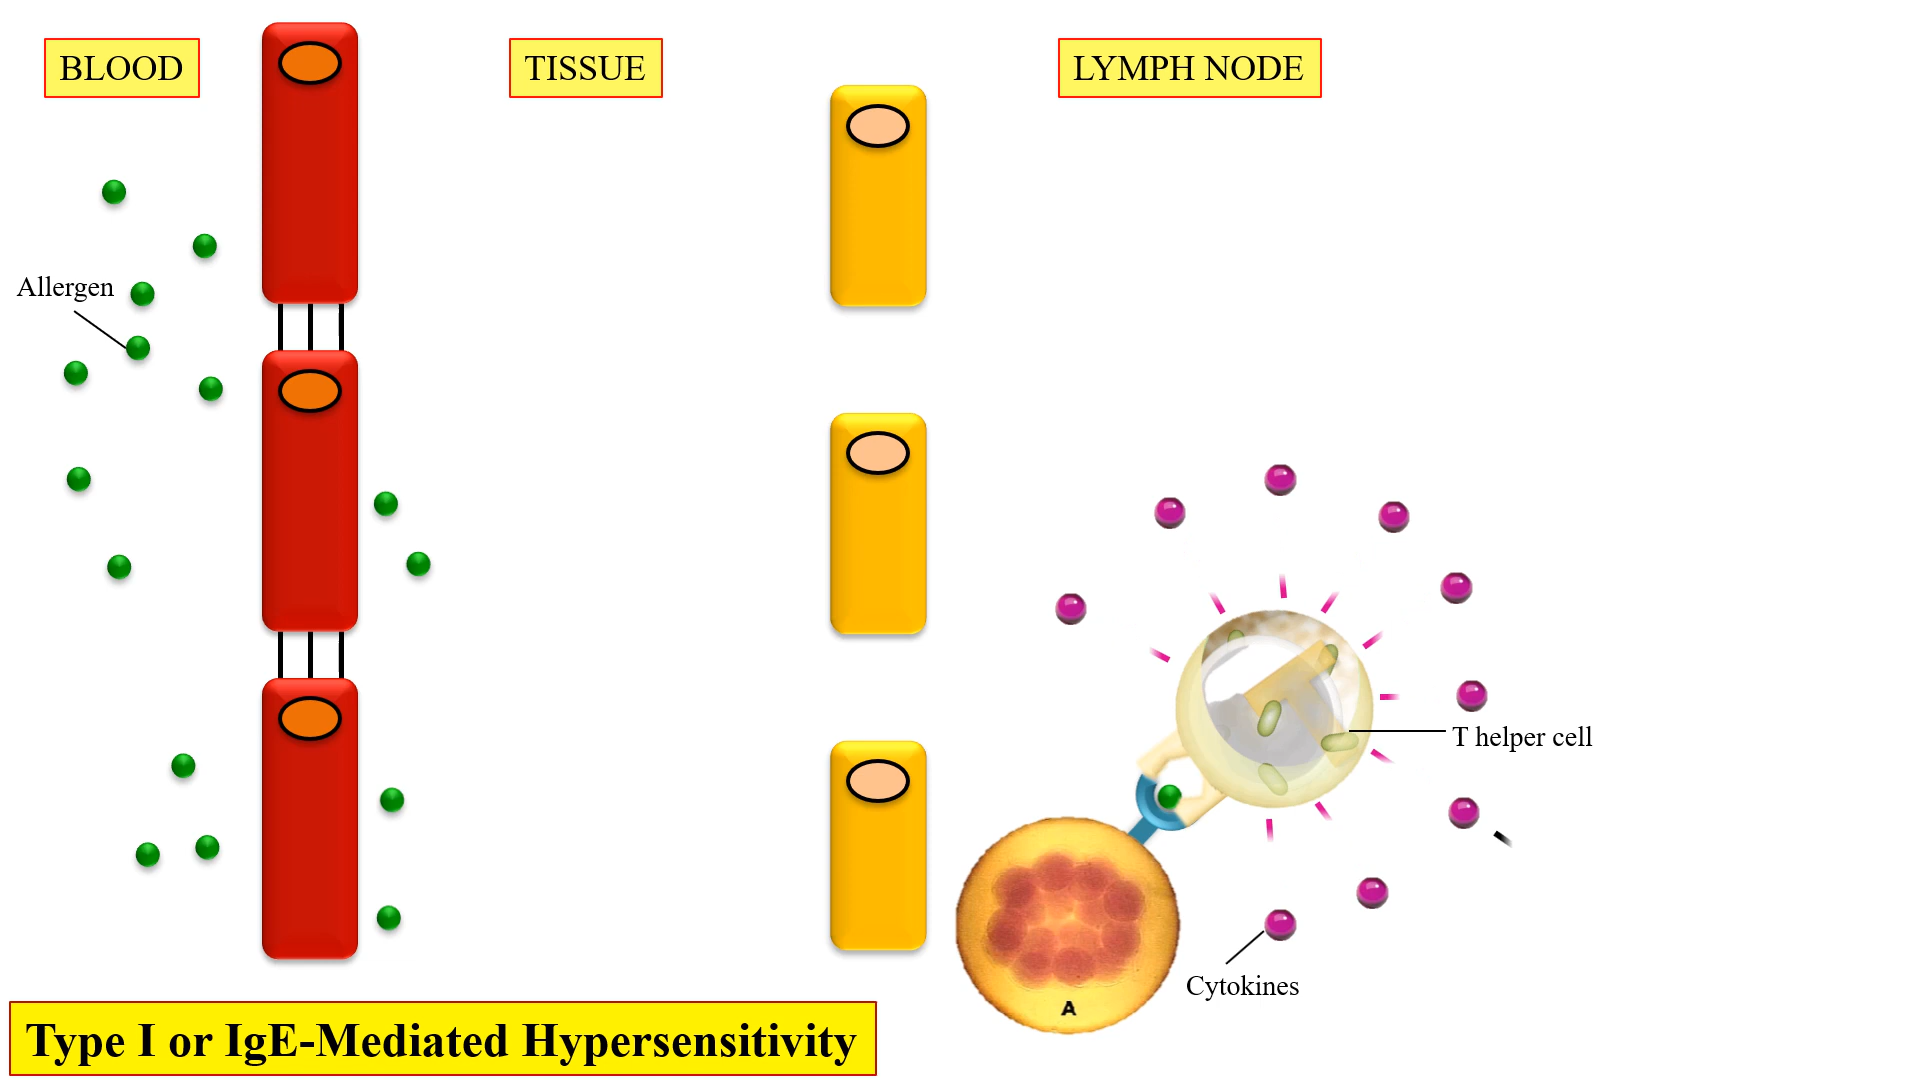 BLOOD
TISSUE
LYMPH NODE
Allergen
T helper cell
Cytokines
A
Type I or IgE-Mediated Hypersensitivity